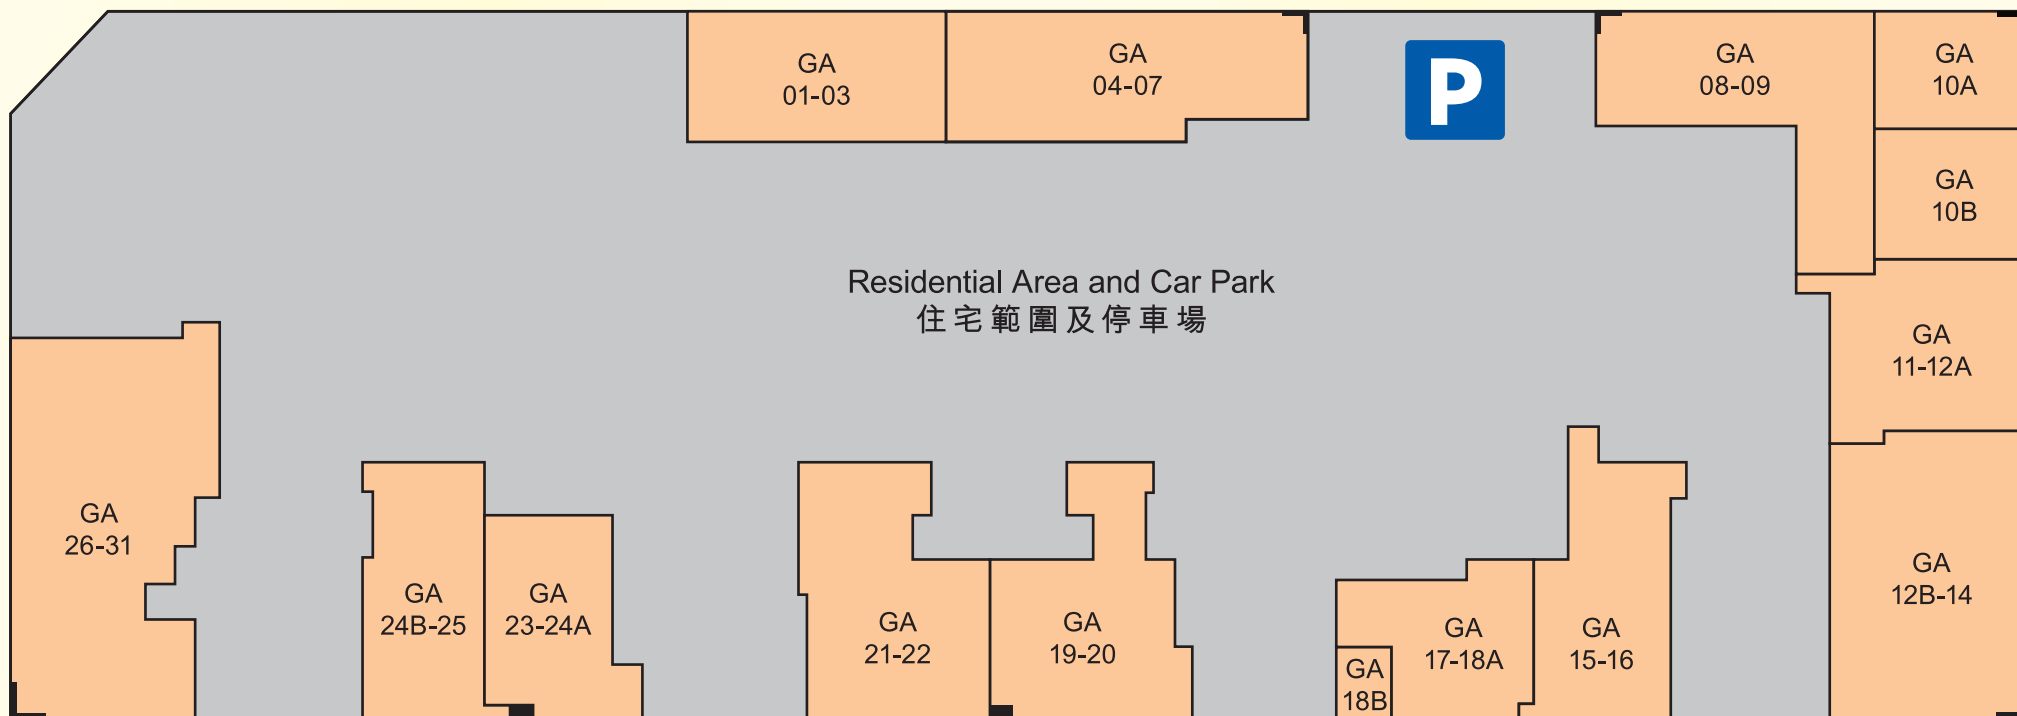 GA
01-03
GA
04-07
P
GA
08-09
GA
10A
GA
10B
Residential Area and Car Park
住宅範圍及停車場
GA
11-12A
GA
26-31
GA
24B-25
GA
23-24A
GA
21-22
GA
19-20
GA
18B
GA
17-18A
GA
15-16
GA
12B-14